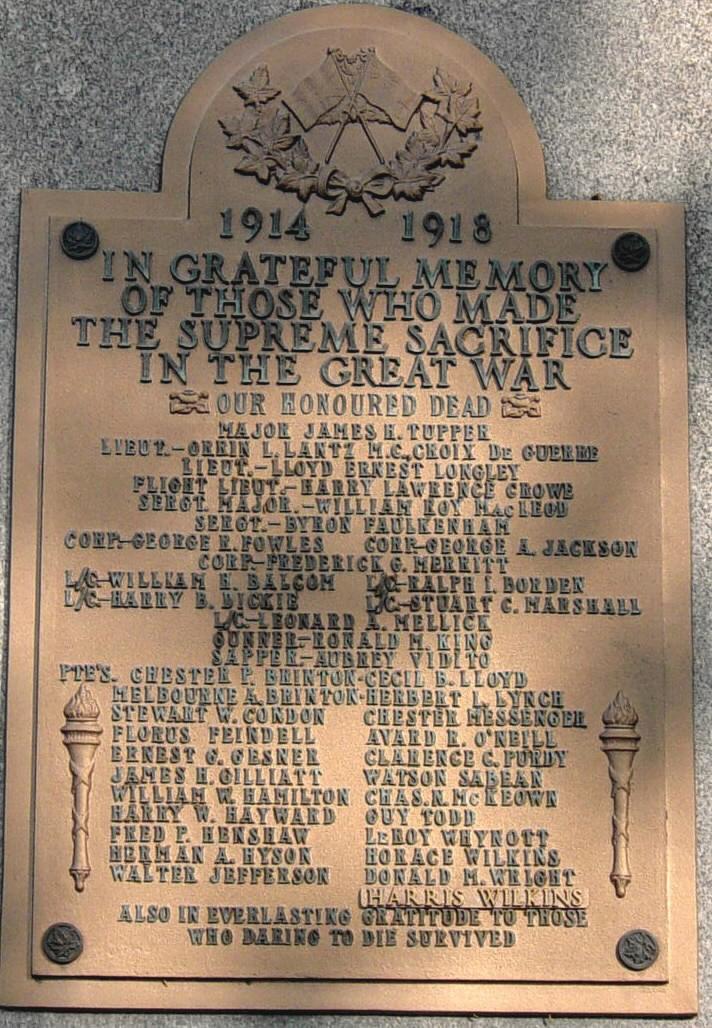 1914 1918
IN GRATEFUL MEMORY
OF THOSE WHO MADE
THE SUPREME SACRIFICE
IN THE GREAT WAR
OUR HONOURED DEAD
MAJOR JAMES H. TUPPER
LIEUT.-ORRIN L. LANTZ M.C. CROIX DE GUERRE
LIEUT.-LLOYD ERNEST LONGLEY
FLIGHT LIEUT.-HARRY LAWRENCE CROWE
SERGT. MAJOR.-WILLIAM ROY MACLEOD
SERGT.-BYRON FAULKENHAM
CORP.-GEORGE R. FOWLES CORP.-GEORGE A. JACKSON
CORP.-FREDERICK G. MERRITT
L/C.-WILLIAM H. BALCOM L/C.-RALPH I. BORDEN
L/C.-HARRY B. DICKIE L/C.-STUART C. MARSHALL
L/C-LEONARD A. MELLICK
GUNNER-RONALD M. KING
SAPPER-AUBREY VIDITO
PTE'S. CHESTER P. BRINTON-CECIL B. LLOYD
MELBOURNE A. BRINTON-HERBERT L. LYNCH
STEWART W. CONDON CHESTER MESSENGER
FLORUS FEINDELL AVARD R. O'NEILL
ERNEST G. GESNER CLARENCE C. PURDY
JAMES H. GILLIATT WATSON SABEAN
WILLIAM W. HAMILTON CHAS. N. MCKEOWN
HARRY W. HAYWARD GUY TODD
FRED P. HENSHAW LEROY WHYNOTT
HERMAN A. HYSON HORACE WILKINS
WALTER JEFFERSON DONALD M. WRIGHT
HARRIS WILKINS
ALSO IN EVERLASTING GRATITUDE TO THOSE
WHO DARING TO DIE SURVIVED